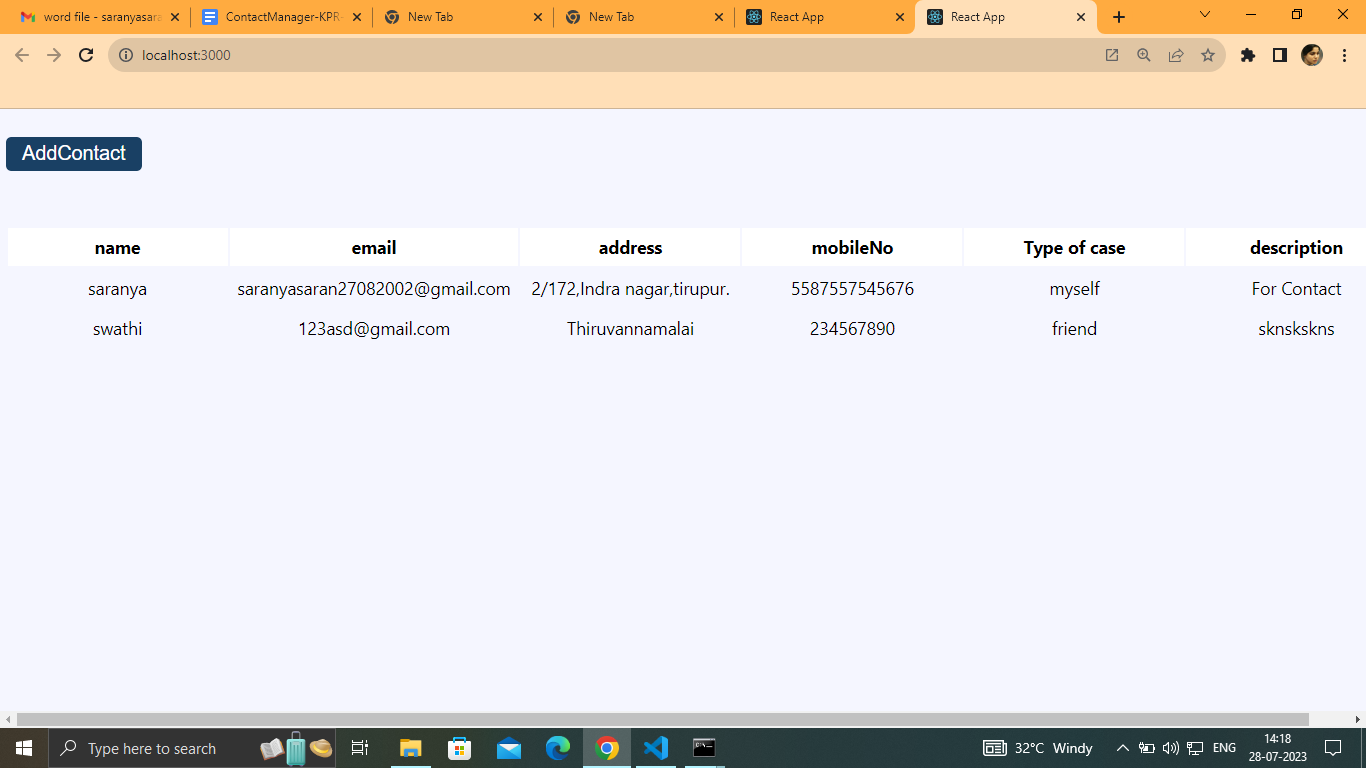 word file - saranyasara ContactManager-KPR- New Tab New Tab React App React App
localhost:3000
AddContact
name email address mobileNo Type of case description
saranya saranyasaran27082002@gmail.com 2/172,Indra nagar,tirupur. 5587557545676 myself For Contact
swathi 123asd@gmail.com Thiruvannamalai 234567890 friend sknskskns
Type here to search 32°C Windy ENG 14:18
28-07-2023